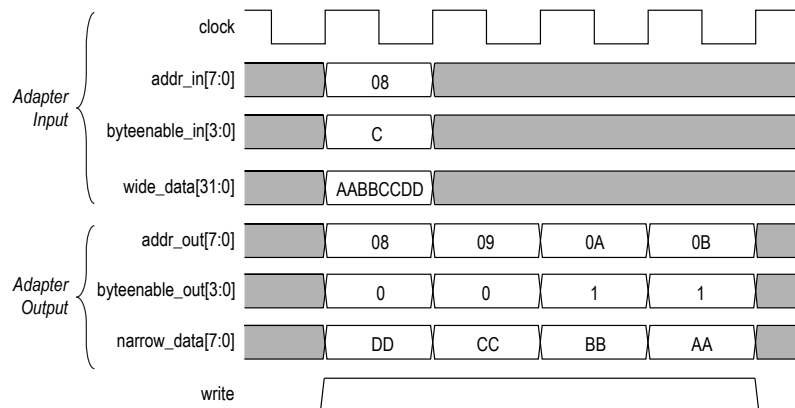 clock
addr_in[7:0] 08
Adapter
Input
byteenable_in[3:0] C
wide_data[31:0] AABBCCDD
addr_out[7:0] 08 09 0A 0B
Adapter
Output
byteenable_out[3:0] 0 0 1 1
narrow_data[7:0] DD CC BB AA
write